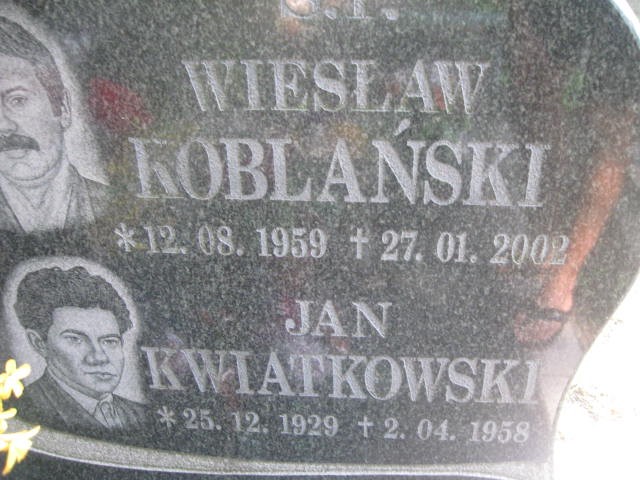 Ś.P.
WIESŁAW
KOBLAŃSKI
* 12. 08. 1959 † 27. 01. 2002
JAN
KWIATKOWSKI
* 25. 12. 1929 † 2. 04. 1958